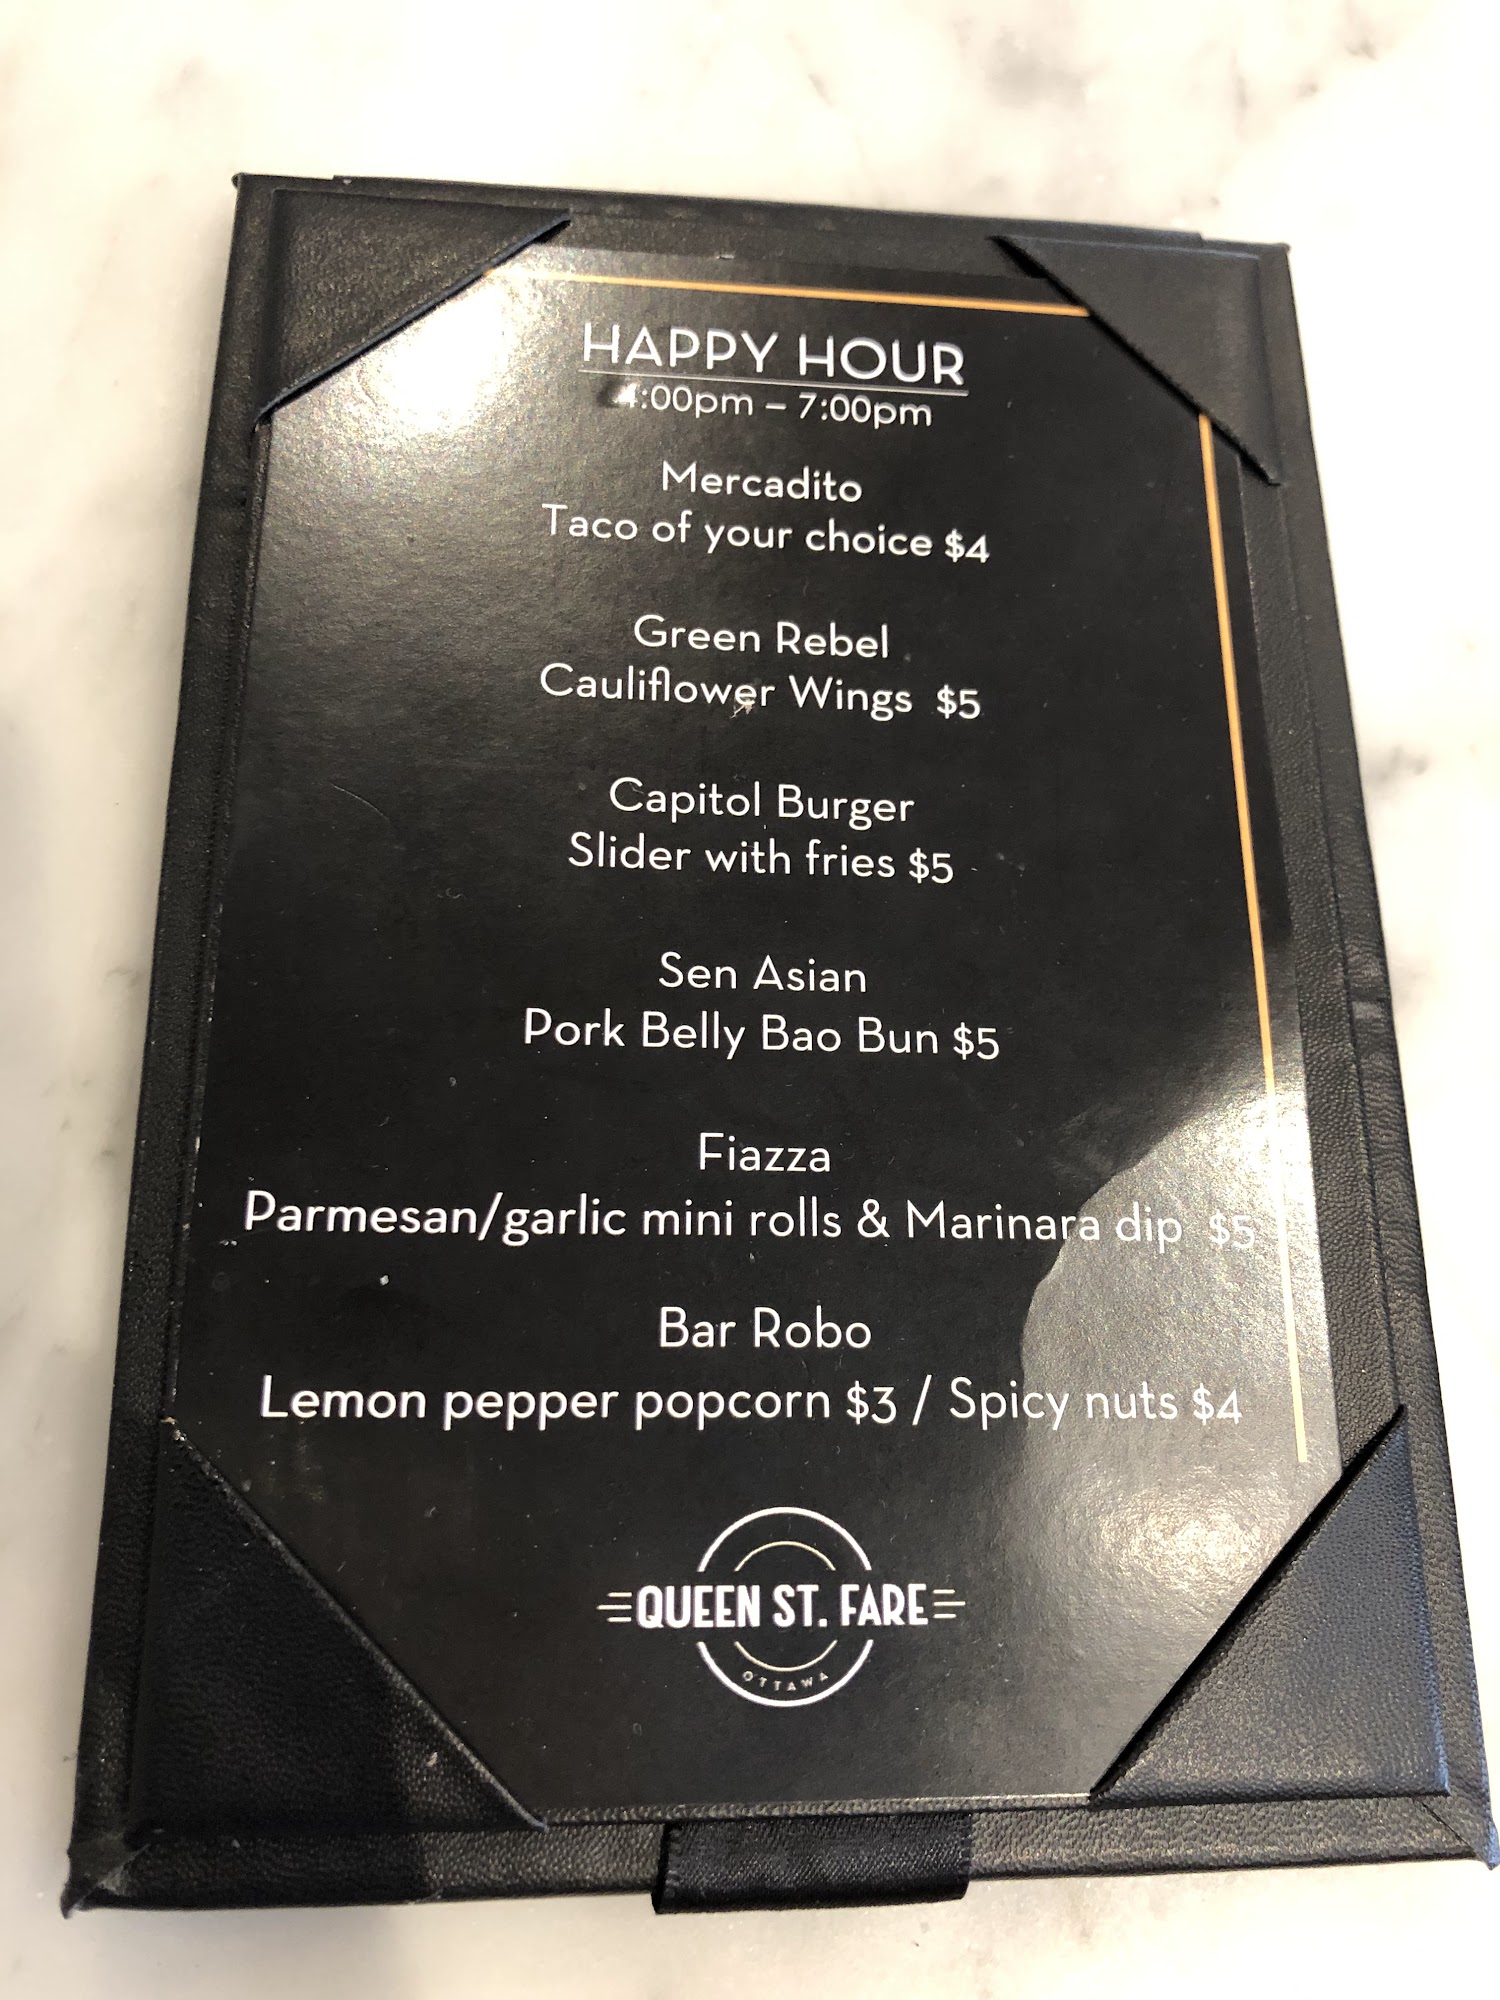 HAPPY HOUR
4:00pm – 7:00pm
Mercadito
Taco of your choice $4
Green Rebel
Cauliflower Wings $5
Capitol Burger
Slider with fries $5
Sen Asian
Pork Belly Bao Bun $5
Fiazza
Parmesan/garlic mini rolls & Marinara dip $5
Bar Robo
Lemon pepper popcorn $3 / Spicy nuts $4
QUEEN ST. FARE
OTTAWA